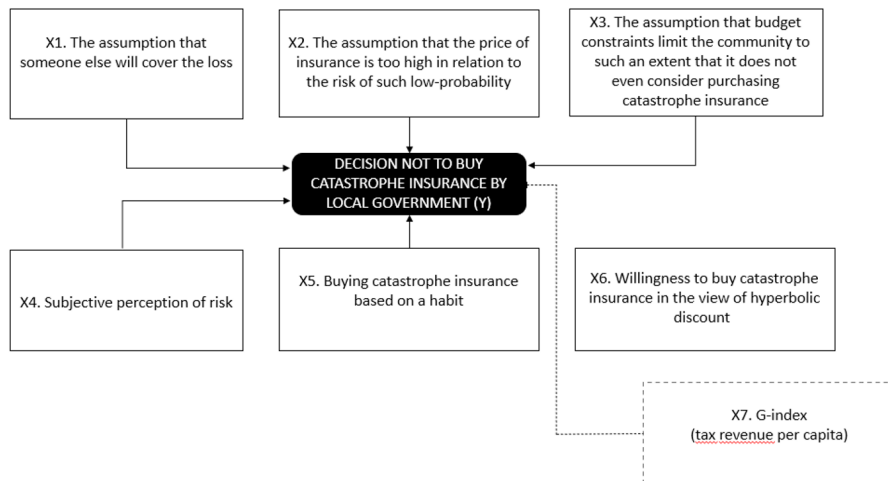 X1. The assumption that
someone else will cover the loss
X2. The assumption that the price of
insurance is too high in relation to
the risk of such low-probability
X3. The assumption that budget
constraints limit the community to
such an extent that it does not
even consider purchasing
catastrophe insurance
DECISION NOT TO BUY
CATASTROPHE INSURANCE BY
LOCAL GOVERNMENT (Y)
X4. Subjective perception of risk
X5. Buying catastrophe insurance
based on a habit
X6. Willingness to buy catastrophe
insurance in the view of hyperbolic
discount
X7. G-index
(tax revenue per capita)